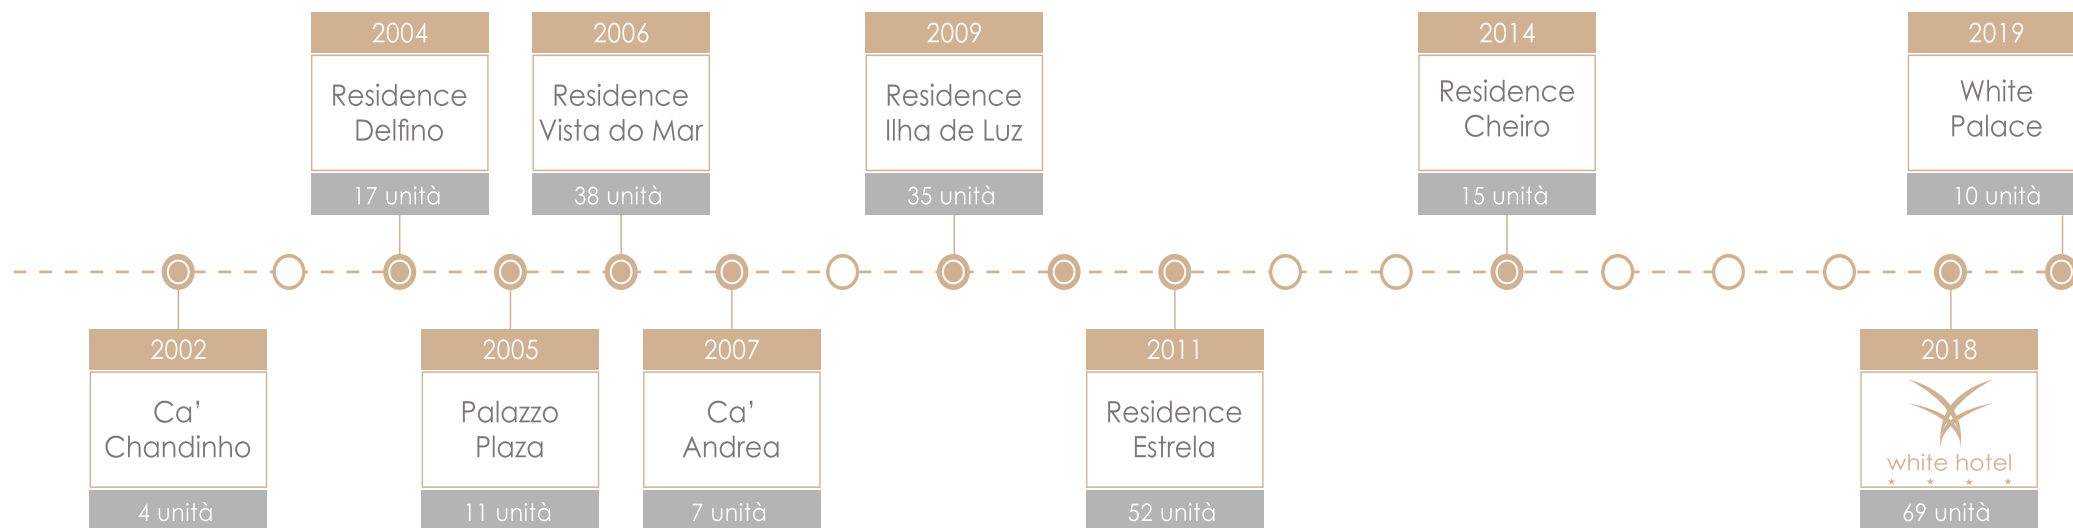 2004
Residence
Delfino
17 unità
2006
Residence
Vista do Mar
38 unità
2009
Residence
Ilha de Luz
35 unità
2014
Residence
Cheiro
15 unità
2019
White
Palace
10 unità
2002
Ca’
Chandinho
4 unità
2005
Palazzo
Plaza
11 unità
2007
Ca’
Andrea
7 unità
2011
Residence
Estrela
52 unità
2018
white hotel
69 unità